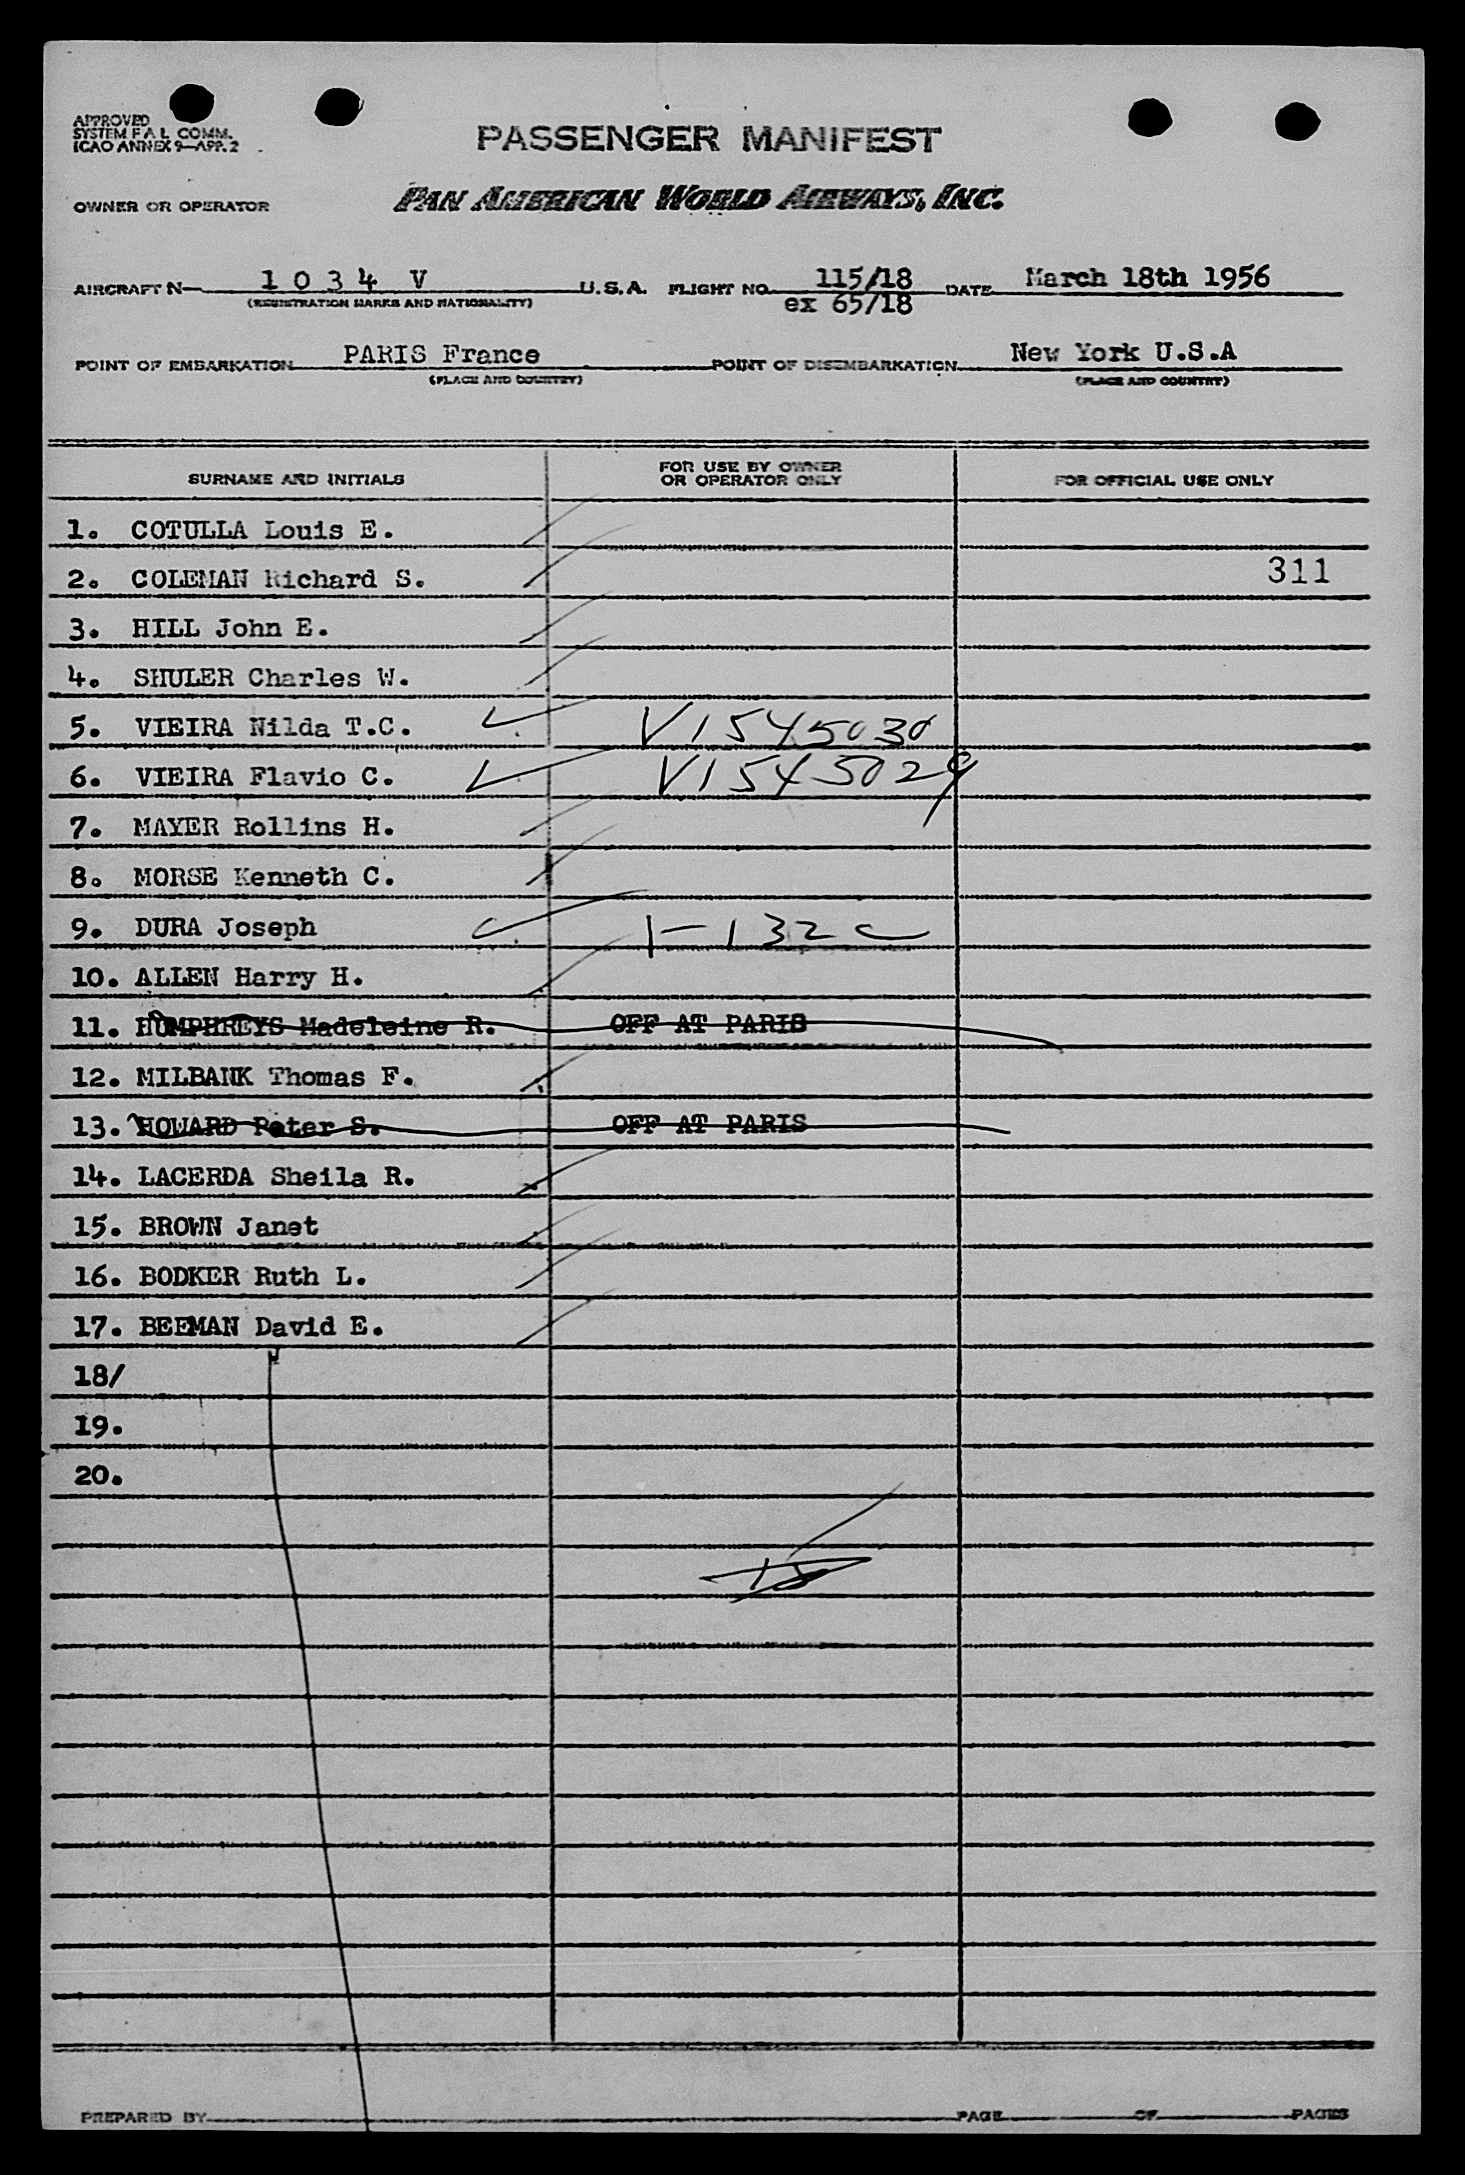 APPROVED
SYSTEM F A L COMM.
ICAO ANNEX 9—APP. 2
PASSENGER MANIFEST
OWNER OR OPERATOR PAN AMERICAN WORLD AIRWAYS, INC.
AIRCRAFT N— 1 0 3 4 V U.S.A. FLIGHT NO. 115/18 DATE March 18th 1956
(REGISTRATION MARKS AND NATIONALITY) ex 65/18
POINT OF EMBARKATION PARIS France POINT OF DISEMBARKATION New York U.S.A
(PLACE AND COUNTRY) (PLACE AND COUNTRY)
SURNAME AND INITIALS FOR USE BY OWNER OR OPERATOR ONLY FOR OFFICIAL USE ONLY
1. COTULLA Louis E.
2. COLEMAN Richard S. 311
3. HILL John E.
4. SHULER Charles W.
5. VIEIRA Nilda T.C. V1545030
6. VIEIRA Flavio C. V1545029
7. MAYER Rollins H.
8. MORSE Kenneth C.
9. DURA Joseph 1-132
10. ALLEN Harry H.
11. HUMPHREYS Madeleine R. OFF AT PARIS
12. MILBANK Thomas F.
13. HOWARD Peter S. OFF AT PARIS
14. LACERDA Sheila R.
15. BROWN Janet
16. BODKER Ruth L.
17. BEEMAN David E.
18/
19.
20.
15
PREPARED BY PAGE OF PAGES